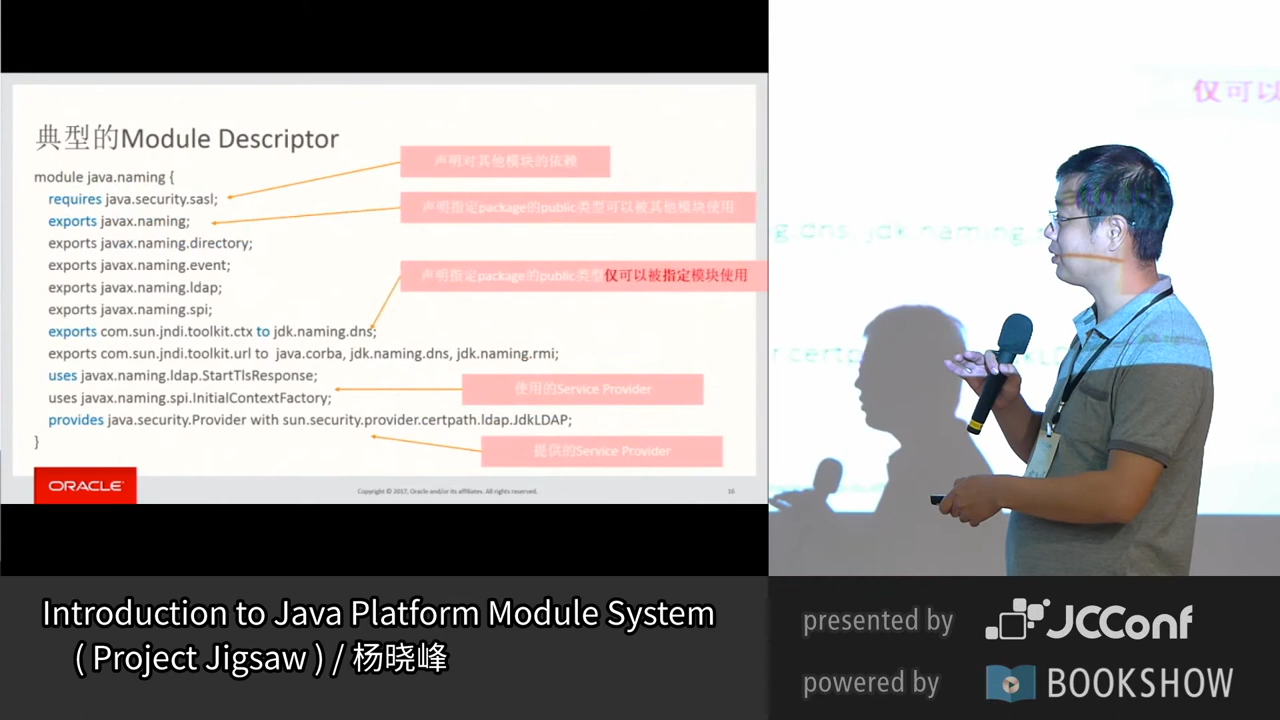 典型的Module Descriptor
module java.naming {
requires java.security.sasl;
声明对其他模块的依赖
exports javax.naming;
声明指定package的public类型可以被其他模块使用
exports javax.naming.directory;
exports javax.naming.event;
exports javax.naming.ldap;
exports javax.naming.spi;
声明指定package的public类型仅可以被指定模块使用
exports com.sun.jndi.toolkit.ctx to jdk.naming.dns;
exports com.sun.jndi.toolkit.url to java.corba, jdk.naming.dns, jdk.naming.rmi;
uses javax.naming.ldap.StartTlsResponse;
使用的Service Provider
uses javax.naming.spi.InitialContextFactory;
provides java.security.Provider with sun.security.provider.certpath.ldap.JdkLDAP;
}
提供的Service Provider
ORACLE
Copyright © 2017, Oracle and/or its affiliates. All rights reserved.
16
仅可以
g.dns, jdk.naming.
Introduction to Java Platform Module System
( Project Jigsaw ) / 杨晓峰
presented by JCConf
powered by BOOKSHOW